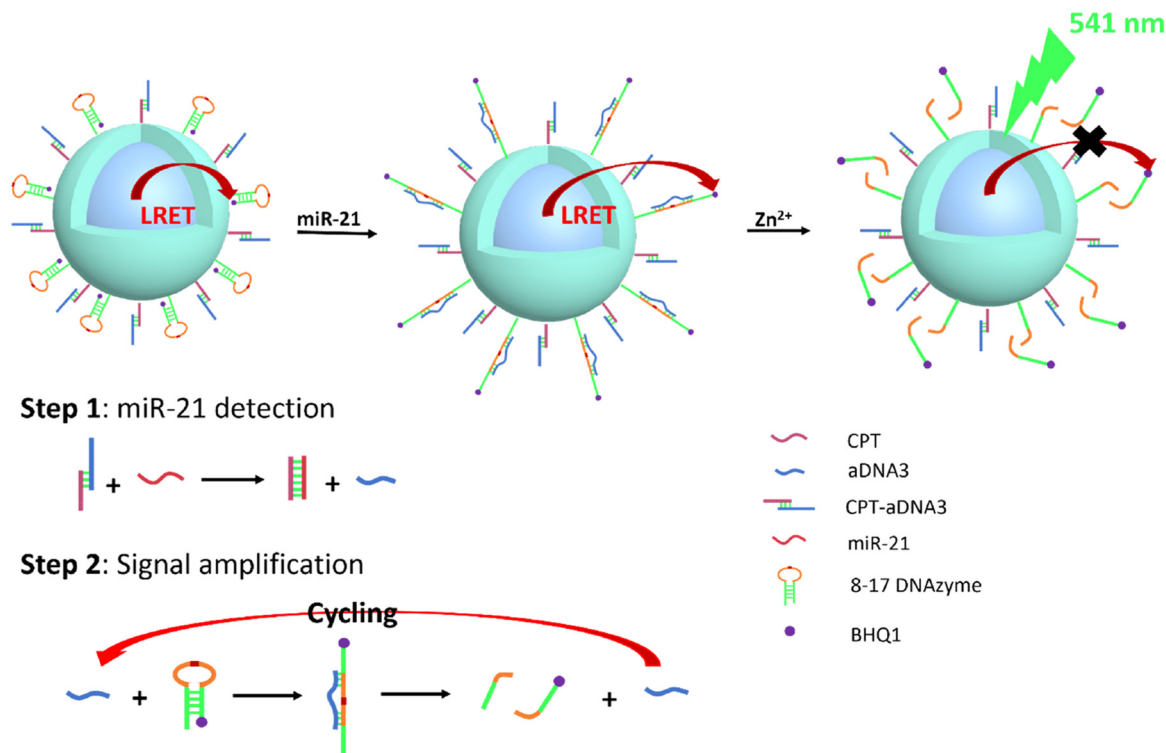 541 nm
LRET
miR-21
LRET
Zn²⁺
Step 1: miR-21 detection
+
+
Step 2: Signal amplification
Cycling
+
+
CPT
aDNA3
CPT-aDNA3
miR-21
8-17 DNAzyme
BHQ1